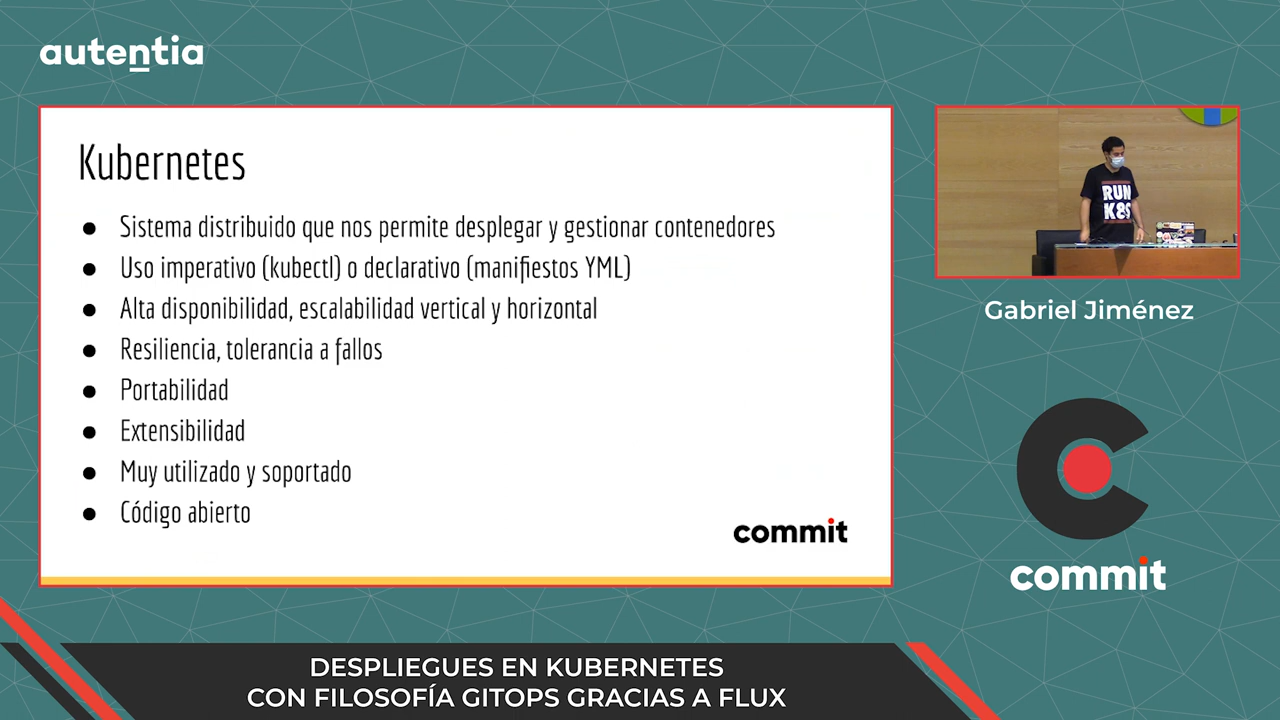 autentia
Kubernetes
● Sistema distribuido que nos permite desplegar y gestionar contenedores
● Uso imperativo (kubectl) o declarativo (manifiestos YML)
● Alta disponibilidad, escalabilidad vertical y horizontal
● Resiliencia, tolerancia a fallos
● Portabilidad
● Extensibilidad
● Muy utilizado y soportado
● Código abierto
commit
RUN
K8S
Gabriel Jiménez
commit
DESPLIEGUES EN KUBERNETES
CON FILOSOFÍA GITOPS GRACIAS A FLUX